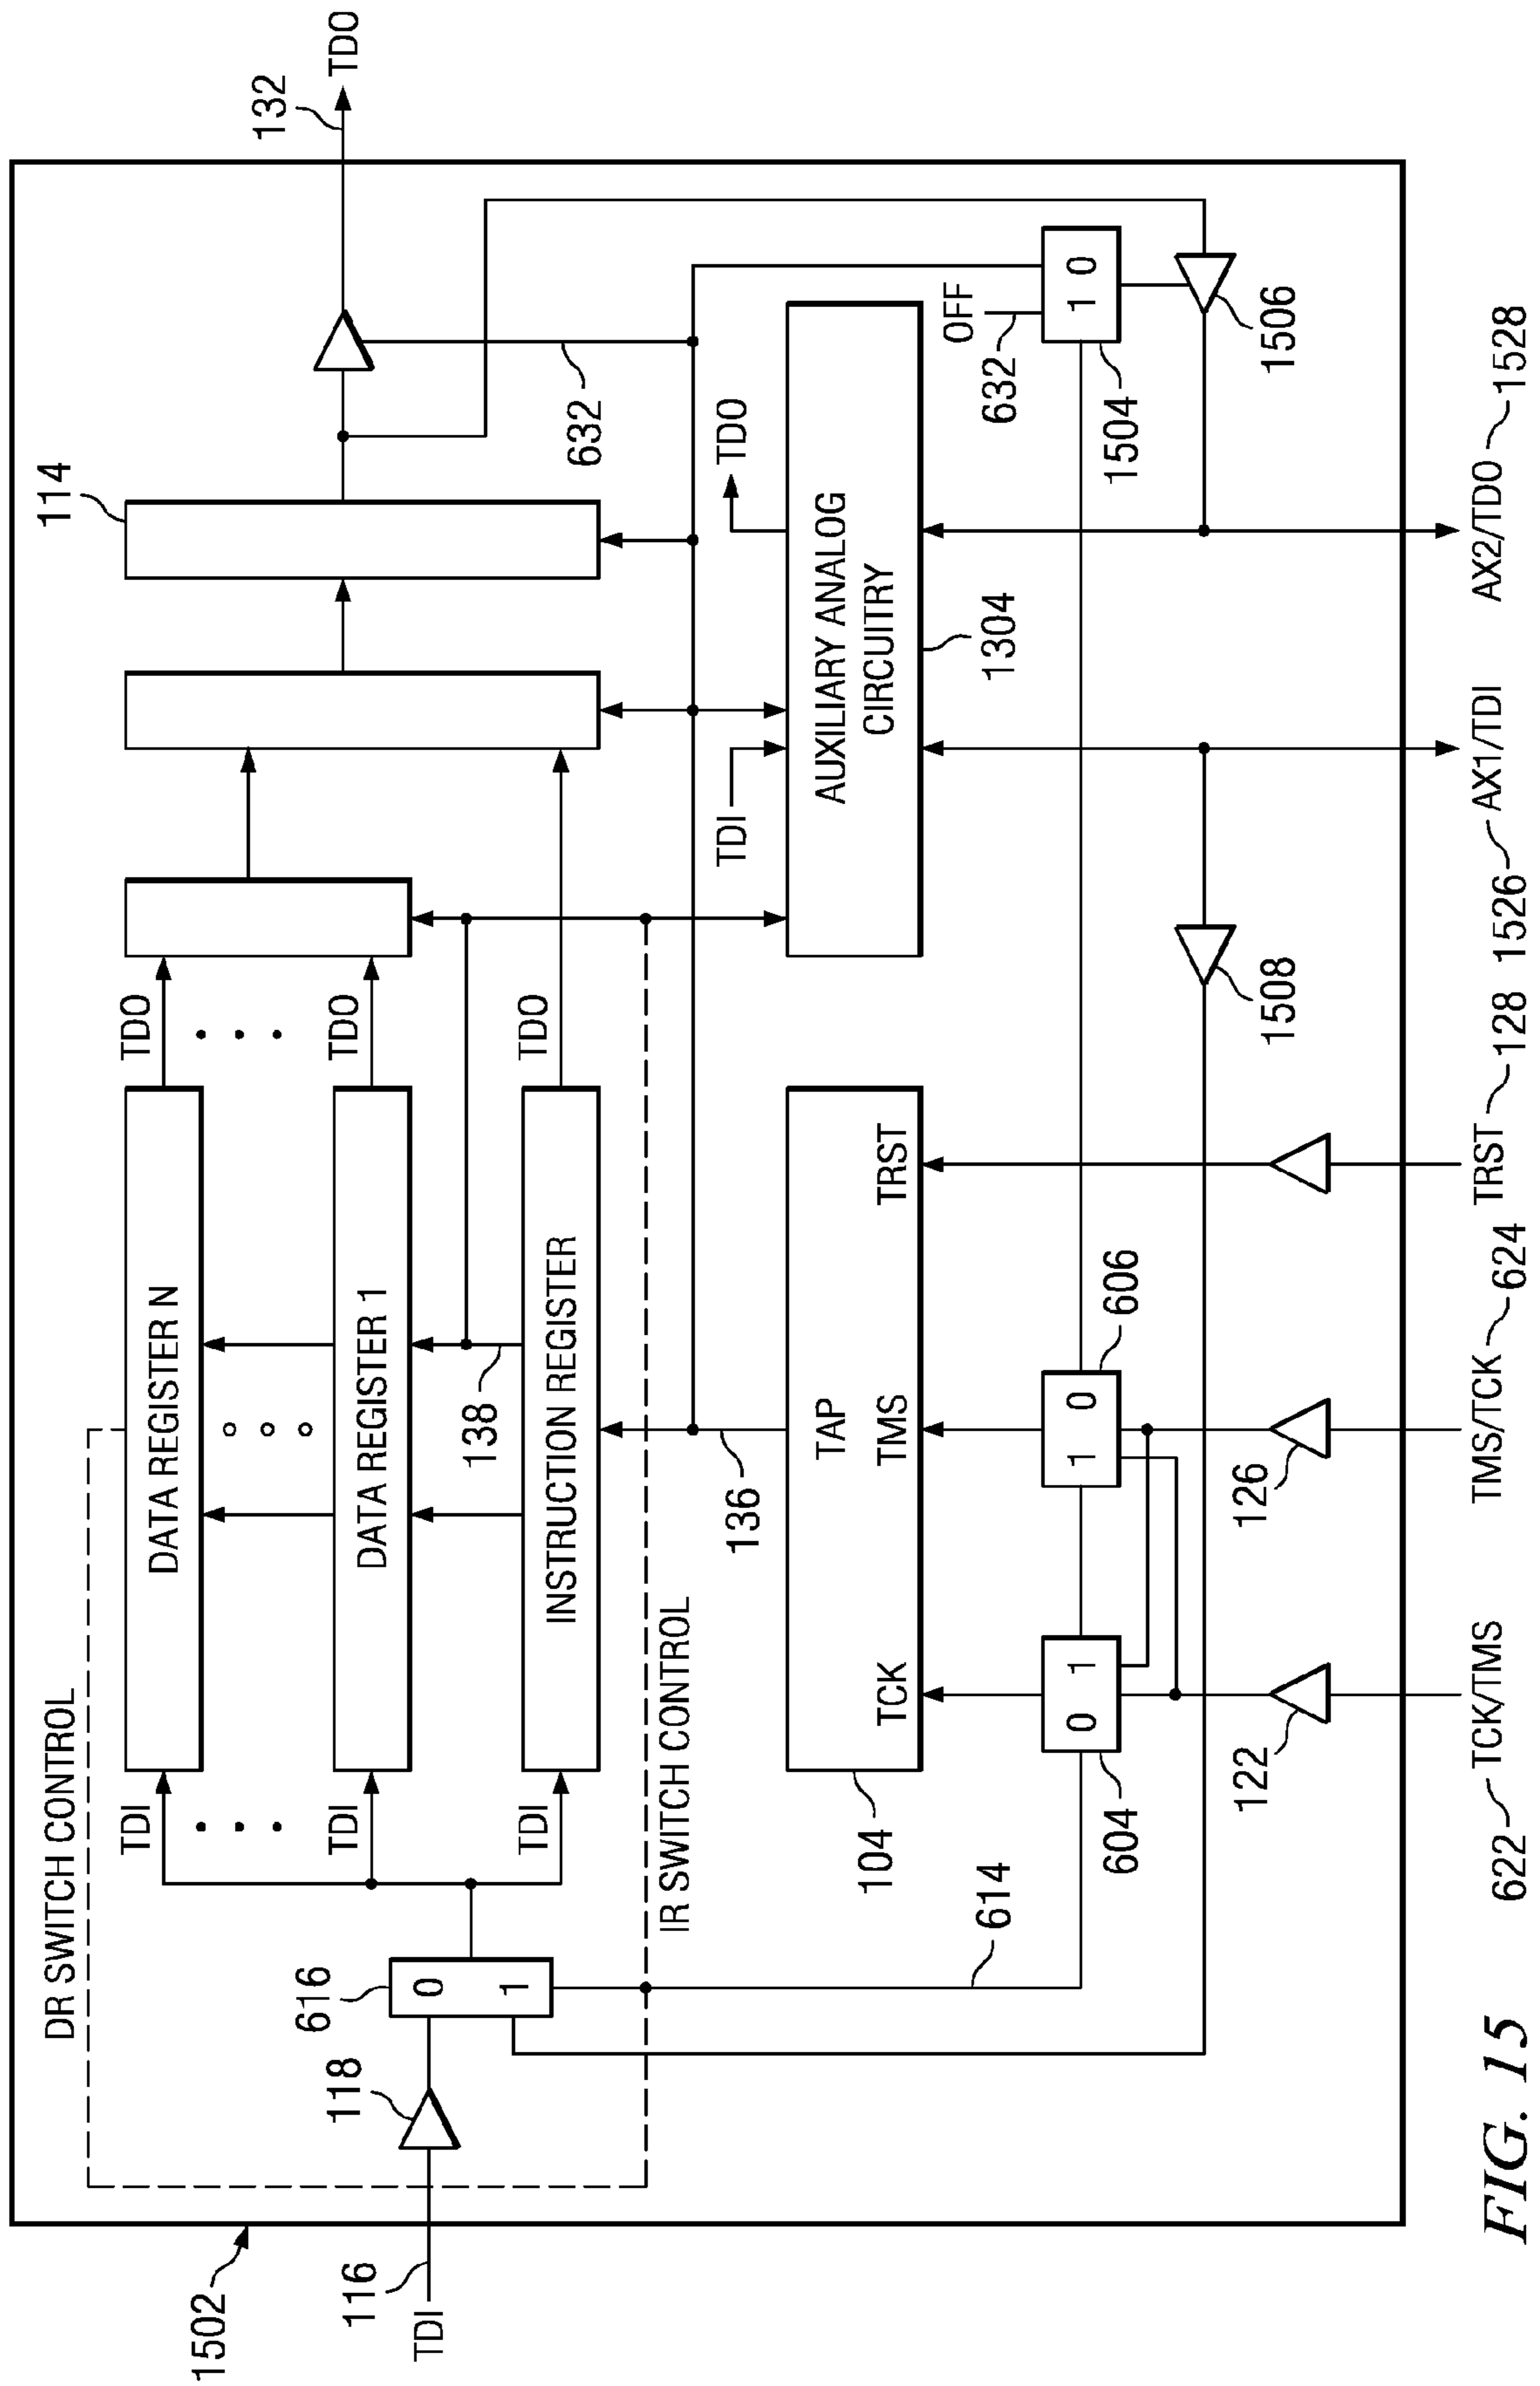 1502
DR SWITCH CONTROL
TDI
DATA REGISTER N
TDO
114
132
TDO
TDI
DATA REGISTER 1
TDO
138
632
616
0
1
118
116
TDI
TDI
INSTRUCTION REGISTER
TDO
IR SWITCH CONTROL
136
TDI
TDO
104
TAP
TCK
TMS
TRST
AUXILIARY ANALOG
CIRCUITRY
1304
OFF
632
614
604
0 1
1 0
606
1504
1 0
122
126
1508
1506
622
TCK/TMS
TMS/TCK
624
TRST
128
1526
AX1/TDI
AX2/TDO
1528
FIG. 15